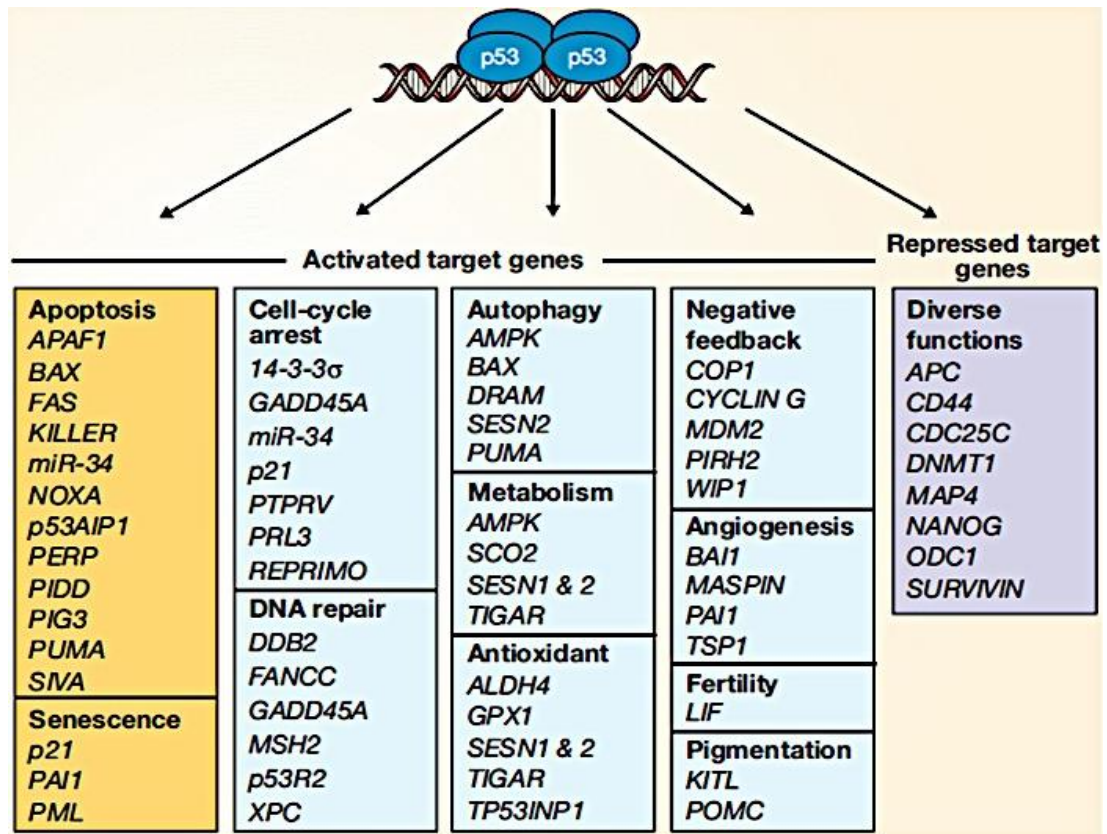 p53 p53
Activated target genes
Repressed target
genes
Apoptosis
APAF1
BAX
FAS
KILLER
miR-34
NOXA
p53AIP1
PERP
PIDD
PIG3
PUMA
SIVA
Senescence
p21
PAI1
PML
Cell-cycle
arrest
14-3-3σ
GADD45A
miR-34
p21
PTPRV
PRL3
REPRIMO
DNA repair
DDB2
FANCC
GADD45A
MSH2
p53R2
XPC
Autophagy
AMPK
BAX
DRAM
SESN2
PUMA
Metabolism
AMPK
SCO2
SESN1 & 2
TIGAR
Antioxidant
ALDH4
GPX1
SESN1 & 2
TIGAR
TP53INP1
Negative
feedback
COP1
CYCLIN G
MDM2
PIRH2
WIP1
Angiogenesis
BAI1
MASPIN
PAI1
TSP1
Fertility
LIF
Pigmentation
KITL
POMC
Diverse
functions
APC
CD44
CDC25C
DNMT1
MAP4
NANOG
ODC1
SURVIVIN